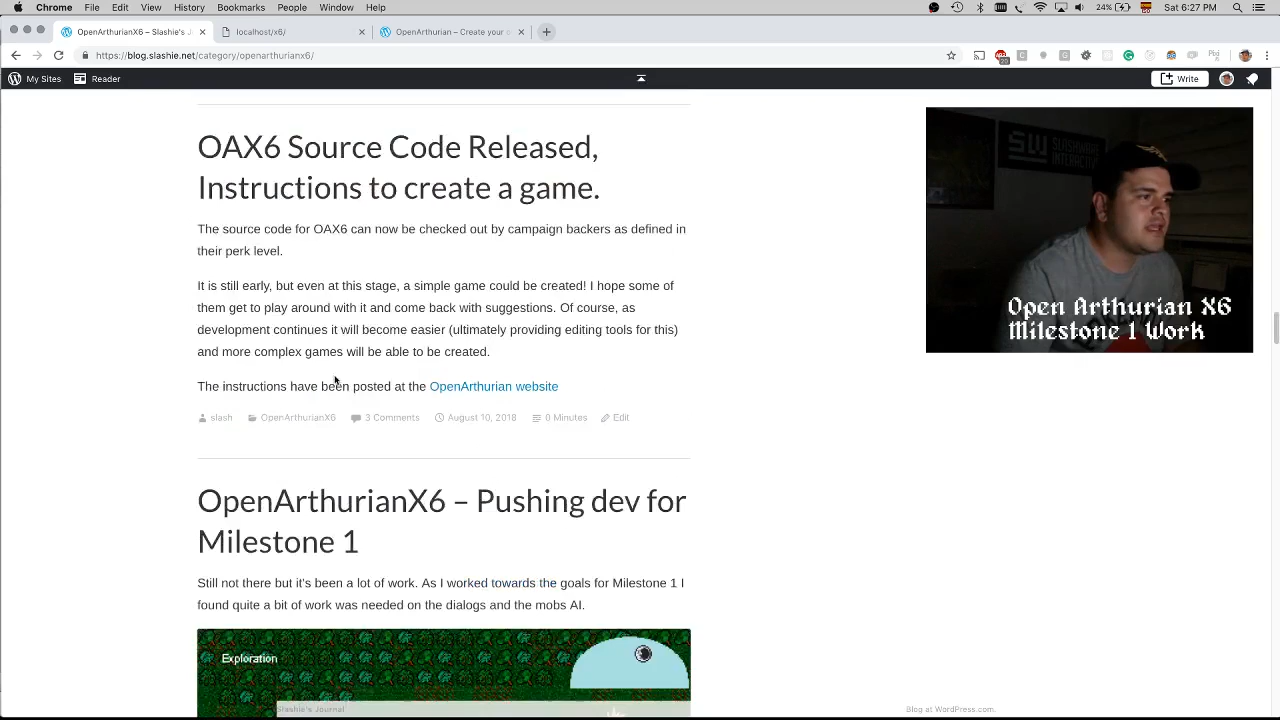 Chrome File Edit View History Bookmarks People Window Help 24% Sat 6:27 PM
OpenArthurianX6 – Slashie's J localhost/x6/ OpenArthurian – Create your o
https://blog.slashie.net/category/openarthurianx6/
My Sites Reader Write
OAX6 Source Code Released,
Instructions to create a game.
The source code for OAX6 can now be checked out by campaign backers as defined in
their perk level.
It is still early, but even at this stage, a simple game could be created! I hope some of
them get to play around with it and come back with suggestions. Of course, as
development continues it will become easier (ultimately providing editing tools for this)
and more complex games will be able to be created.
The instructions have been posted at the OpenArthurian website
slash OpenArthurianX6 3 Comments August 10, 2018 0 Minutes Edit
OpenArthurianX6 – Pushing dev for
Milestone 1
Still not there but it's been a lot of work. As I worked towards the goals for Milestone 1 I
found quite a bit of work was needed on the dialogs and the mobs AI.
Exploration
Slashie's Journal
Blog at WordPress.com.
SW SLASHWARE
INTERACTIVE
Open Arthurian X6
Milestone 1 Work